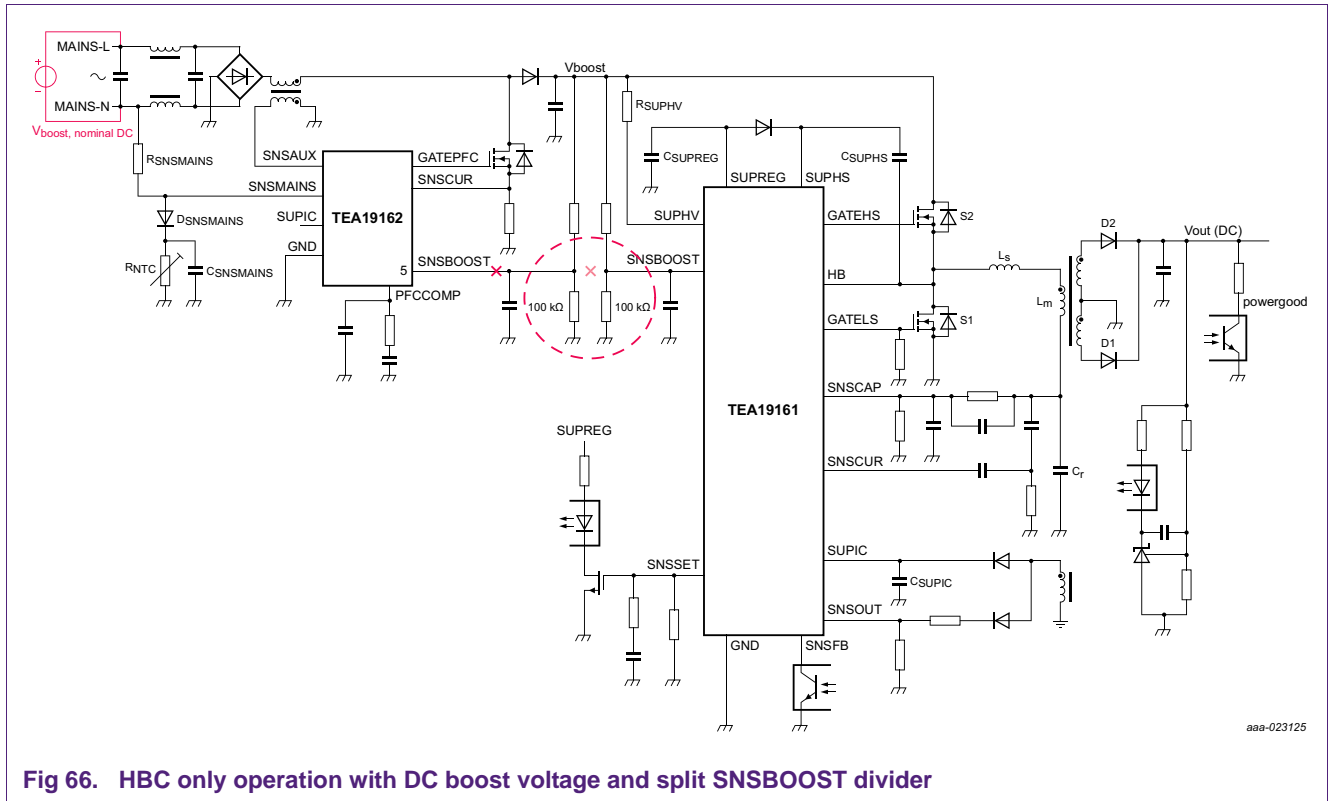 MAINS-L
MAINS-N
Vboost, nominal DC
RSNSMAINS
SNSMAINS
DSNSMAINS
RNTC
CSNSMAINS
SNSAUX
SUPIC
GND
TEA19162
GATEPFC
SNSCUR
5
SNSBOOST
PFCCOMP
Vboost
RSUPHV
CSUPREG
CSUPHS
SUPREG
SUPHS
SUPHV
SNSBOOST
100 kΩ
100 kΩ
TEA19161
GATEHS
S2
HB
GATELS
S1
Ls
Lm
D2
D1
Vout (DC)
powergood
SNSCAP
SNSCUR
Cr
SUPREG
SNSSET
SUPIC
CSUPIC
SNSOUT
GND
SNSFB
aaa-023125
Fig 66. HBC only operation with DC boost voltage and split SNSBOOST divider